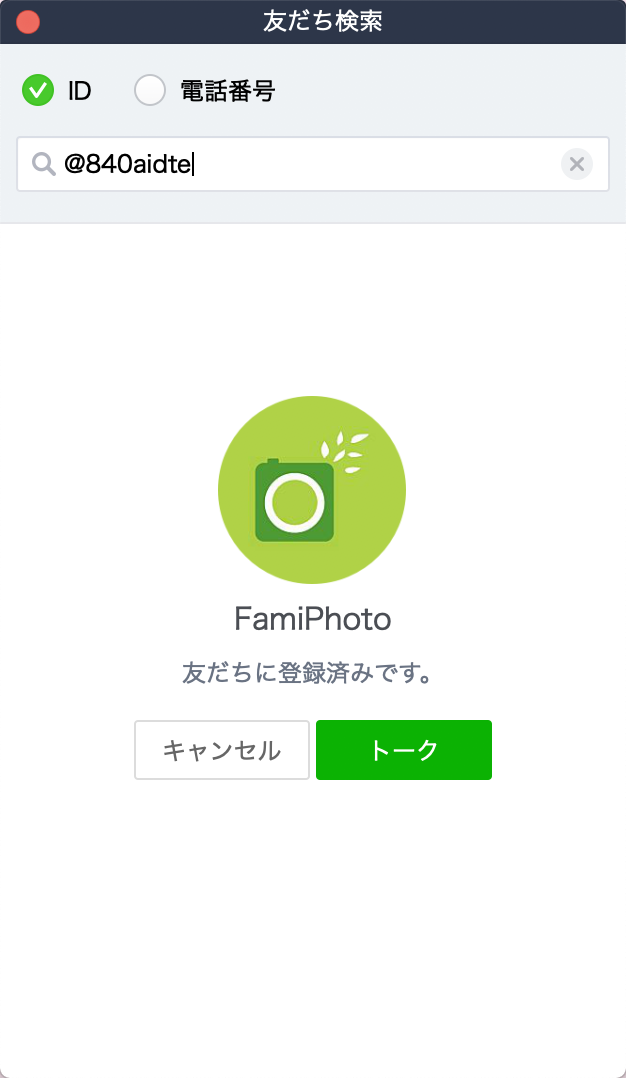 友だち検索
ID 電話番号
@840aidte
FamiPhoto
友だちに登録済みです。
キャンセル トーク